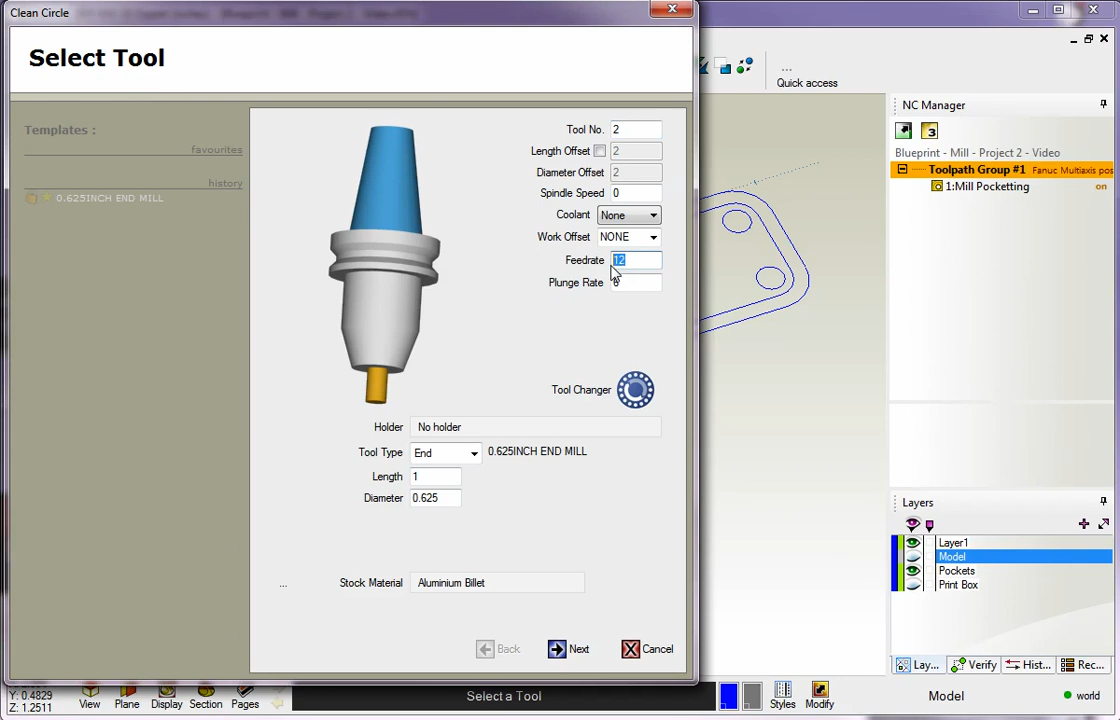 Clean Circle
Select Tool
Templates :
favourites
history
0.625INCH END MILL
Tool No. 2
Length Offset 2
Diameter Offset 2
Spindle Speed 0
Coolant None
Work Offset NONE
Feedrate 12
Plunge Rate
Tool Changer
Holder No holder
Tool Type End 0.625INCH END MILL
Length 1
Diameter 0.625
... Stock Material Aluminium Billet
Back Next Cancel
...
Quick access
NC Manager
3
Blueprint - Mill - Project 2 - Video
Toolpath Group #1 Fanuc Multiaxis pos
1:Mill Pocketting on
Layers
Layer1
Model
Pockets
Print Box
Lay... Verify Hist... Rec...
Y: 0.4829
Z: 1.2511
View Plane Display Section Pages
Select a Tool
Styles Modify
Model world